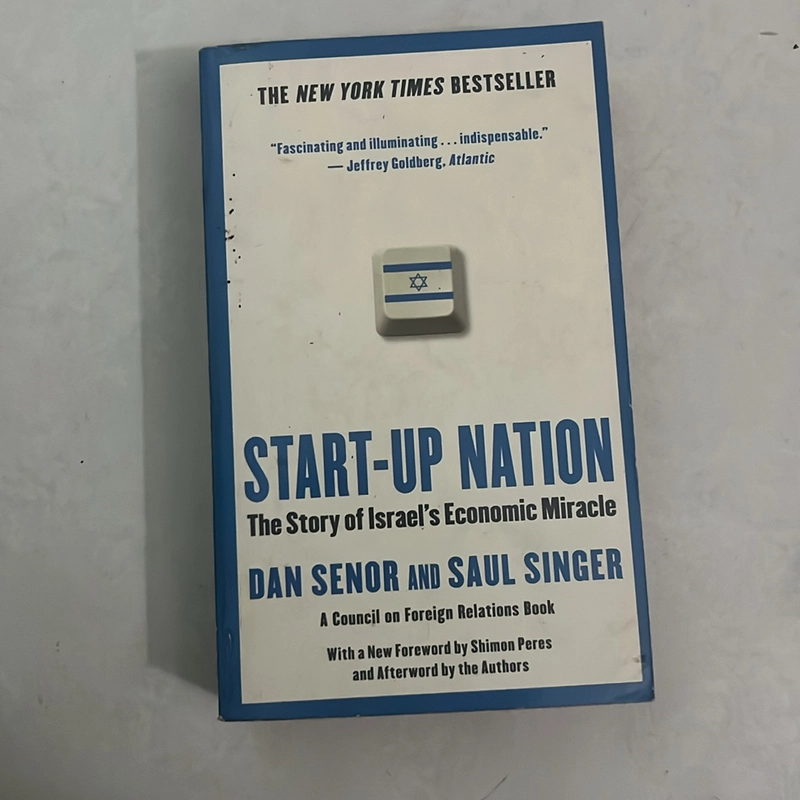 THE NEW YORK TIMES BESTSELLER
“Fascinating and illuminating . . . indispensable.”
— Jeffrey Goldberg, Atlantic
START-UP NATION
The Story of Israel’s Economic Miracle
DAN SENOR AND SAUL SINGER
A Council on Foreign Relations Book
With a New Foreword by Shimon Peres
and Afterword by the Authors